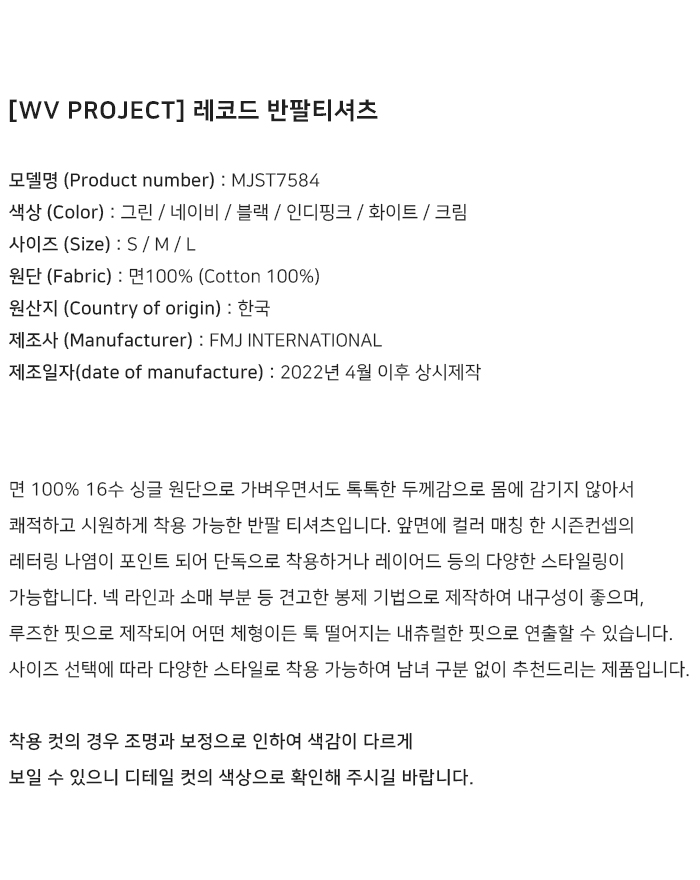 [WV PROJECT] 레코드 반팔티셔츠
모델명 (Product number) : MJST7584
색상 (Color) : 그린 / 네이비 / 블랙 / 인디핑크 / 화이트 / 크림
사이즈 (Size) : S / M / L
원단 (Fabric) : 면100% (Cotton 100%)
원산지 (Country of origin) : 한국
제조사 (Manufacturer) : FMJ INTERNATIONAL
제조일자(date of manufacture) : 2022년 4월 이후 상시제작
면 100% 16수 싱글 원단으로 가벼우면서도 톡톡한 두께감으로 몸에 감기지 않아서
쾌적하고 시원하게 착용 가능한 반팔 티셔츠입니다. 앞면에 컬러 매칭 한 시즌컨셉의
레터링 나염이 포인트 되어 단독으로 착용하거나 레이어드 등의 다양한 스타일링이
가능합니다. 넥 라인과 소매 부분 등 견고한 봉제 기법으로 제작하여 내구성이 좋으며,
루즈한 핏으로 제작되어 어떤 체형이든 툭 떨어지는 내츄럴한 핏으로 연출할 수 있습니다.
사이즈 선택에 따라 다양한 스타일로 착용 가능하여 남녀 구분 없이 추천드리는 제품입니다.
착용 컷의 경우 조명과 보정으로 인하여 색감이 다르게
보일 수 있으니 디테일 컷의 색상으로 확인해 주시길 바랍니다.